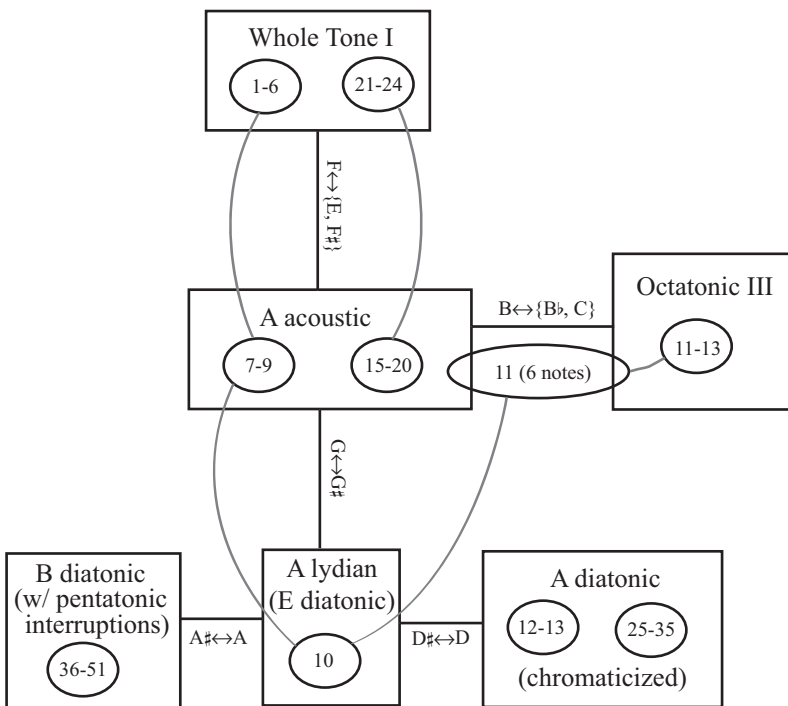 Whole Tone I
1-6
21-24
F↔{E, F♯}
A acoustic
7-9
15-20
B↔{B♭, C}
11 (6 notes)
Octatonic III
11-13
G↔G♯
B diatonic
(w/ pentatonic
interruptions)
36-51
A♯↔A
A lydian
(E diatonic)
10
D♯↔D
A diatonic
12-13
25-35
(chromaticized)